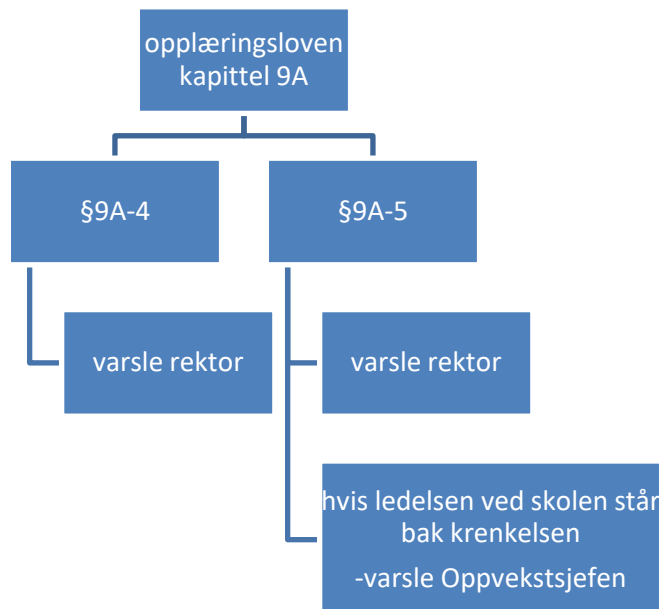 opplæringsloven
kapittel 9A
§9A-4
§9A-5
varsle rektor
varsle rektor
hvis ledelsen ved skolen står
bak krenkelsen
-varsle Oppvekstsjefen